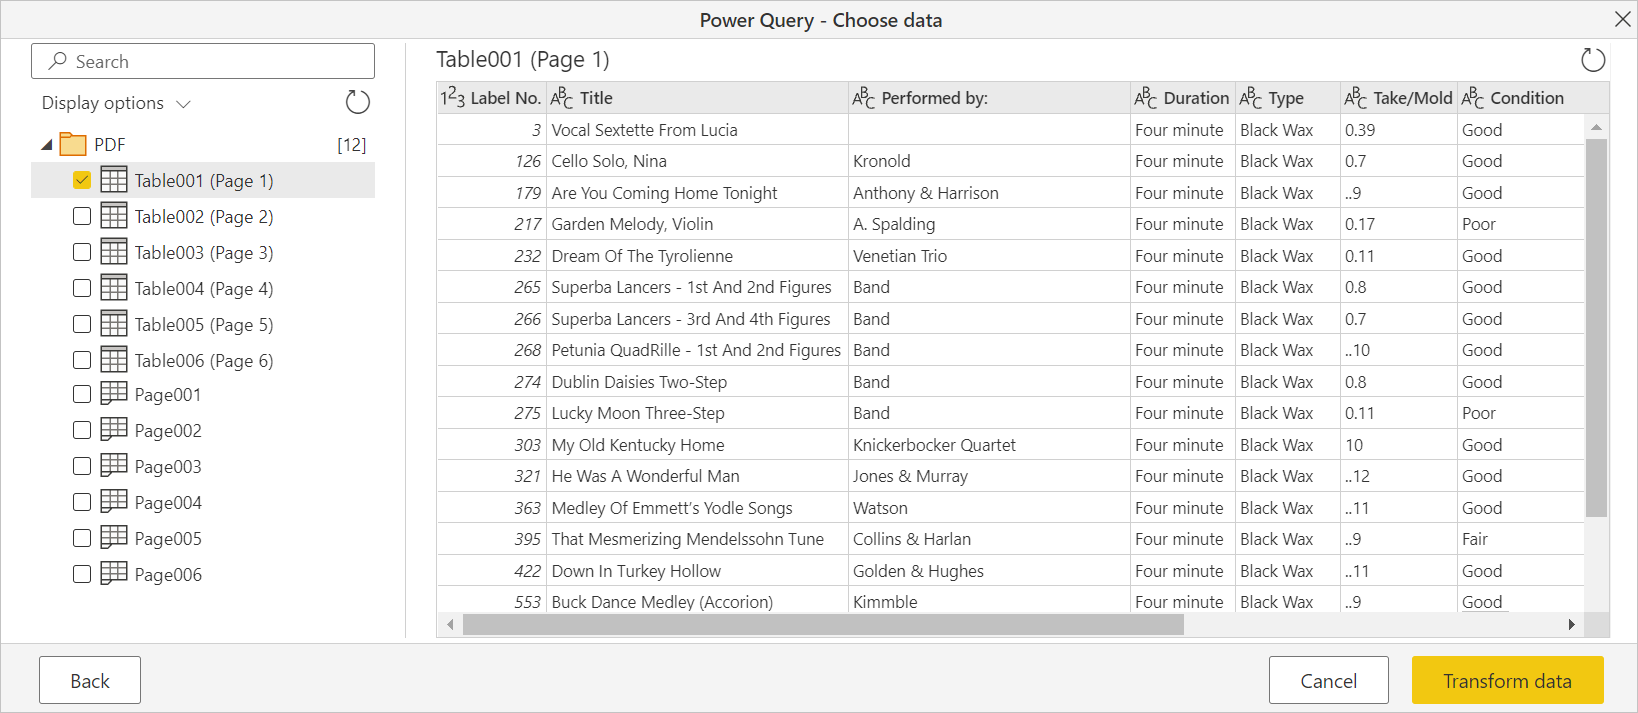 Power Query - Choose data
Search
Display options
PDF [12]
Table001 (Page 1)
Table002 (Page 2)
Table003 (Page 3)
Table004 (Page 4)
Table005 (Page 5)
Table006 (Page 6)
Page001
Page002
Page003
Page004
Page005
Page006
Table001 (Page 1)
123 Label No. ABC Title ABC Performed by: ABC Duration ABC Type ABC Take/Mold ABC Condition
3 Vocal Sextette From Lucia Four minute Black Wax 0.39 Good
126 Cello Solo, Nina Kronold Four minute Black Wax 0.7 Good
179 Are You Coming Home Tonight Anthony & Harrison Four minute Black Wax ..9 Good
217 Garden Melody, Violin A. Spalding Four minute Black Wax 0.17 Poor
232 Dream Of The Tyrolienne Venetian Trio Four minute Black Wax 0.11 Good
265 Superba Lancers - 1st And 2nd Figures Band Four minute Black Wax 0.8 Good
266 Superba Lancers - 3rd And 4th Figures Band Four minute Black Wax 0.7 Good
268 Petunia QuadRille - 1st And 2nd Figures Band Four minute Black Wax ..10 Good
274 Dublin Daisies Two-Step Band Four minute Black Wax 0.8 Good
275 Lucky Moon Three-Step Band Four minute Black Wax 0.11 Poor
303 My Old Kentucky Home Knickerbocker Quartet Four minute Black Wax 10 Good
321 He Was A Wonderful Man Jones & Murray Four minute Black Wax ..12 Good
363 Medley Of Emmett’s Yodle Songs Watson Four minute Black Wax ..11 Good
395 That Mesmerizing Mendelssohn Tune Collins & Harlan Four minute Black Wax ..9 Fair
422 Down In Turkey Hollow Golden & Hughes Four minute Black Wax ..11 Good
553 Buck Dance Medley (Accorion) Kimmble Four minute Black Wax ..9 Good
Back Cancel Transform data